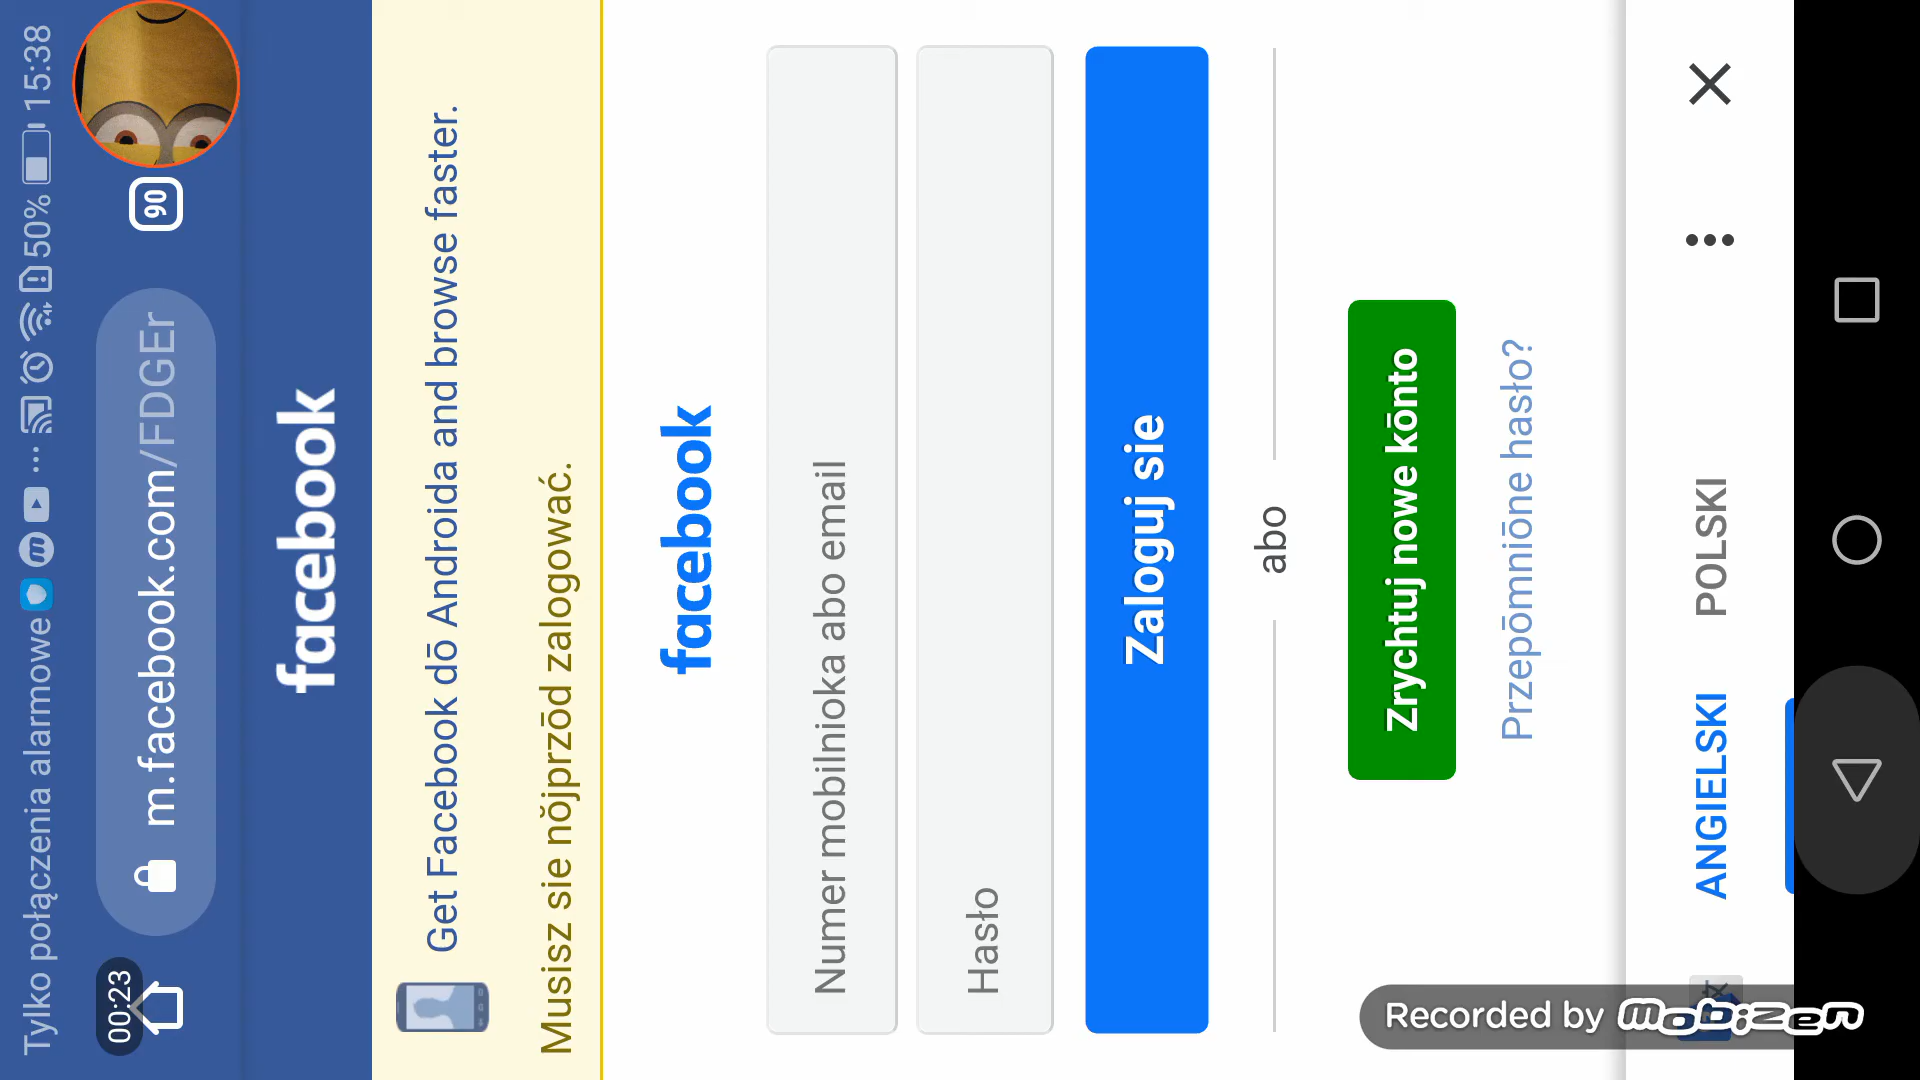 Tylko połączenia alarmowe ... 50% 15:38
00:23
m.facebook.com/FDGEr
90
facebook
Get Facebook dō Androida and browse faster.
Musisz sie nŏjprzōd zalogować.
facebook
Numer mobilnioka abo email
Hasło
Zaloguj sie
abo
Zrychtuj nowe kōnto
Przepōmniōne hasło?
ANGIELSKI POLSKI
Recorded by mobizen